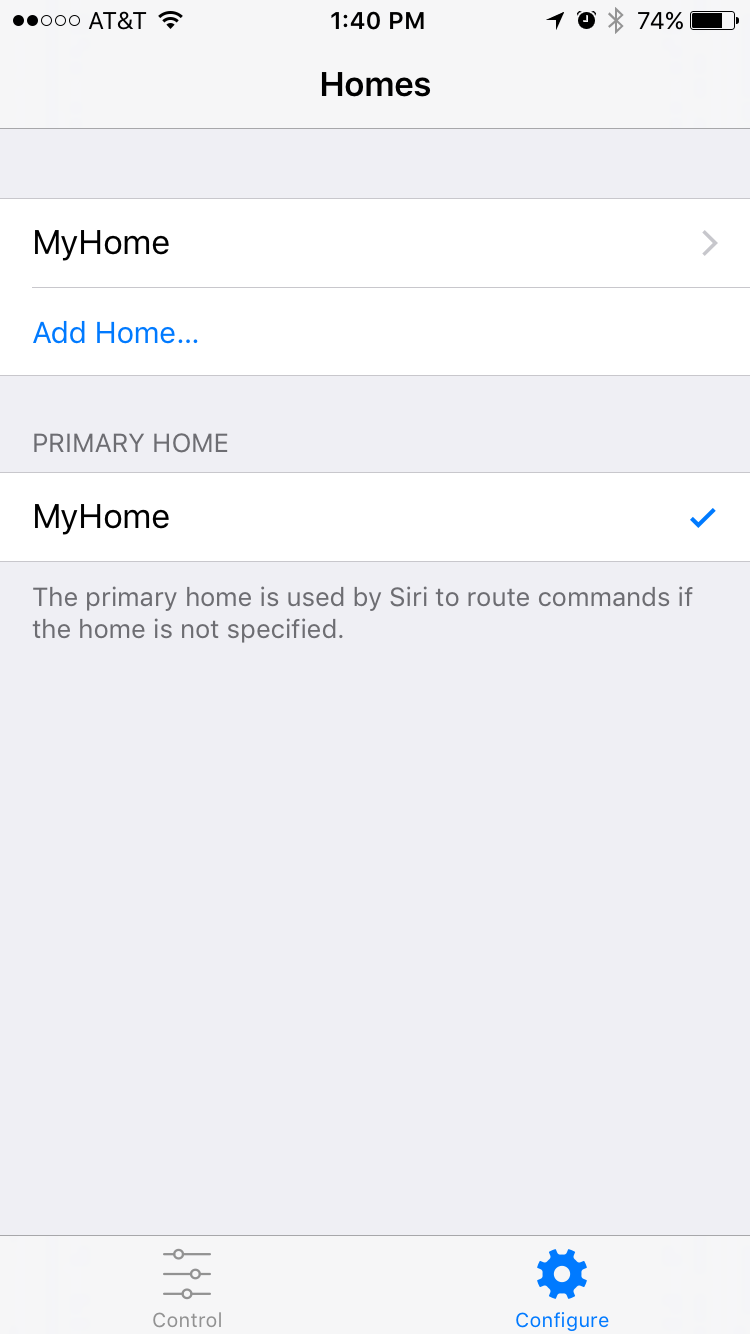 AT&T 1:40 PM 74%
Homes
MyHome
Add Home...
PRIMARY HOME
MyHome
The primary home is used by Siri to route commands if
the home is not specified.
Control Configure